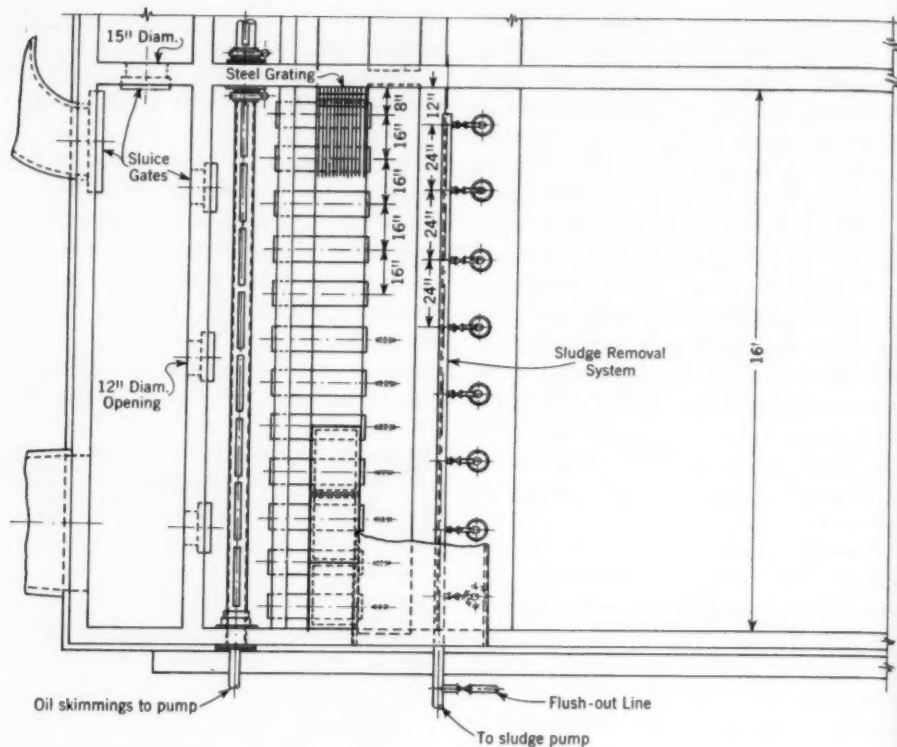 15" Diam.
Steel Grating
8"
12"
16"
24"
Sluice
Gates
16"
24"
16"
24"
16"
Sludge Removal
System
16'
12" Diam.
Opening
Oil skimmings to pump
Flush-out Line
To sludge pump